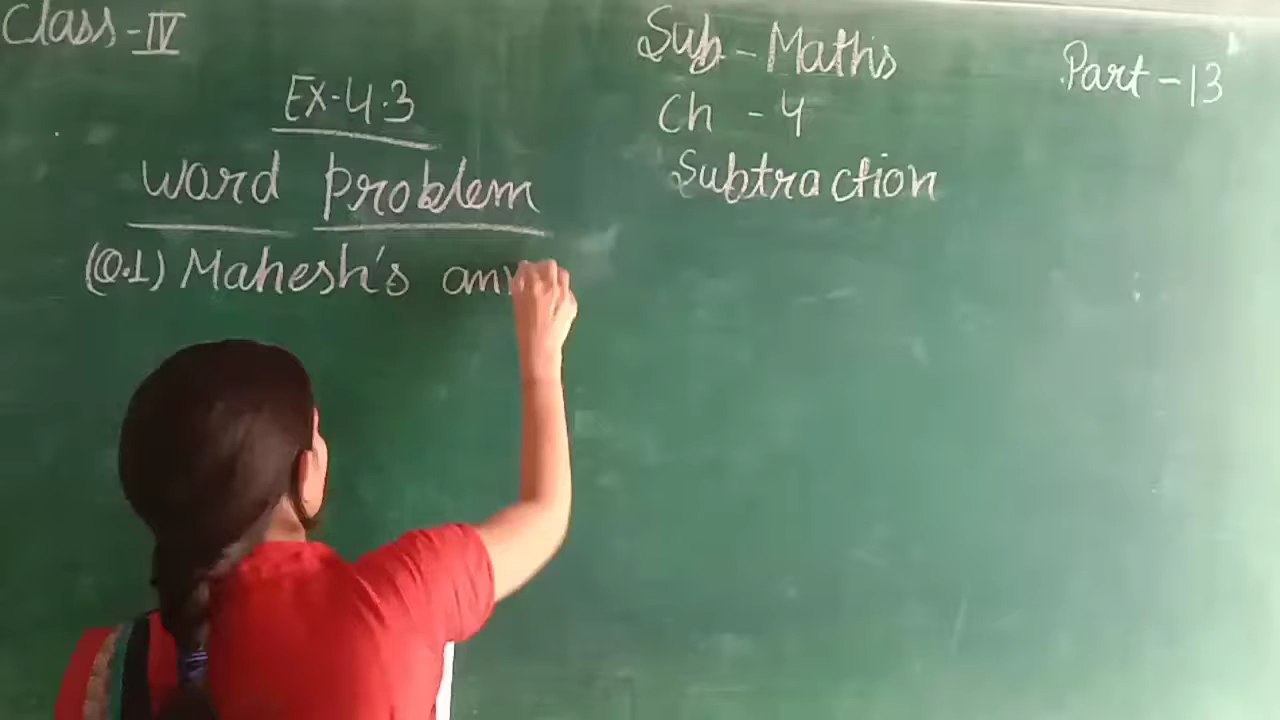 Class-IV
Sub-Maths
Part-13
Ex-4.3
Ch-4
word problem
Subtraction
(Q.1) Mahesh's